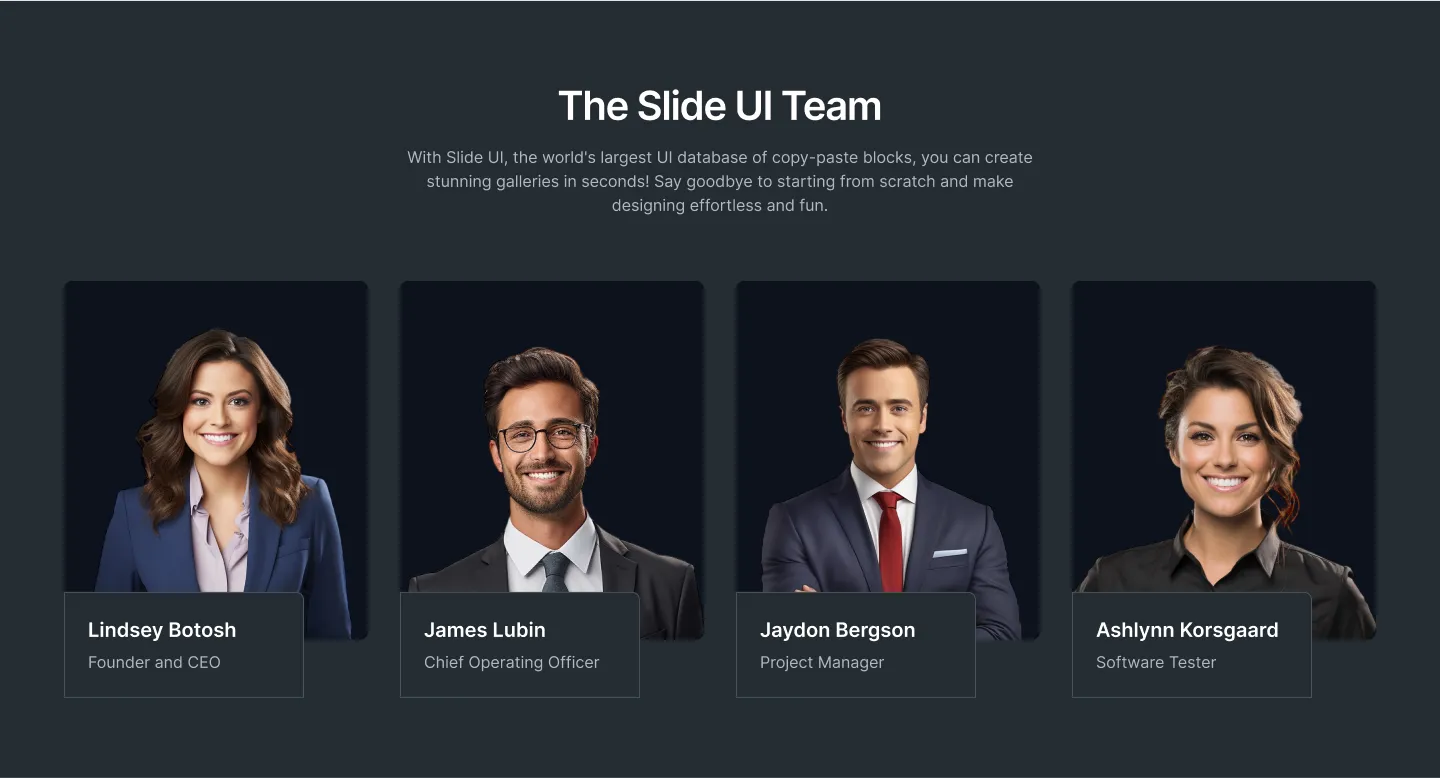 The Slide UI Team
With Slide UI, the world's largest UI database of copy-paste blocks, you can create
stunning galleries in seconds! Say goodbye to starting from scratch and make
designing effortless and fun.
Lindsey Botosh
Founder and CEO
James Lubin
Chief Operating Officer
Jaydon Bergson
Project Manager
Ashlynn Korsgaard
Software Tester